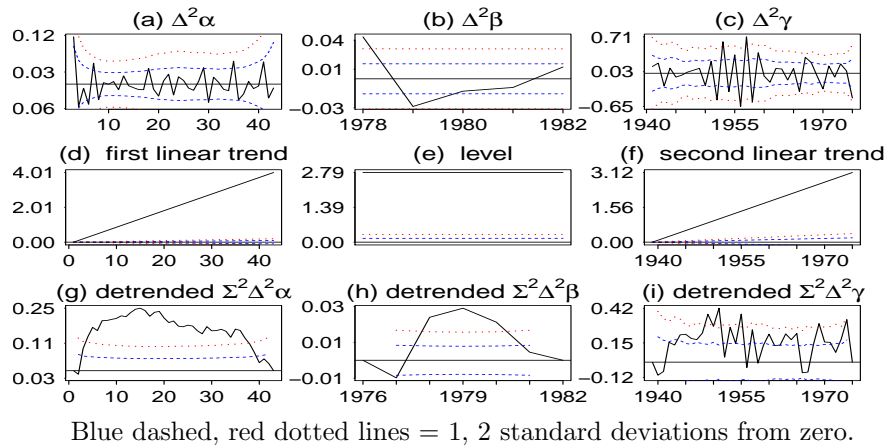 (a) Δ²α (b) Δ²β (c) Δ²γ
0.12 0.03 0.06
10 20 30 40
0.04 0.01 −0.03
1978 1980 1982
0.71 0.03 −0.65
1940 1955 1970
(d) first linear trend (e) level (f) second linear trend
4.01 2.01 0.00
0 10 20 30 40
2.79 1.39 0.00
3.12 1.56 0.00
1940 1955 1970
(g) detrended Σ²Δ²α (h) detrended Σ²Δ²β (i) detrended Σ²Δ²γ
0.25 0.11 0.03
0 10 20 30 40
0.03 0.01 −0.01
1976 1979 1982
0.42 0.15 −0.12
1940 1955 1970
Blue dashed, red dotted lines = 1, 2 standard deviations from zero.